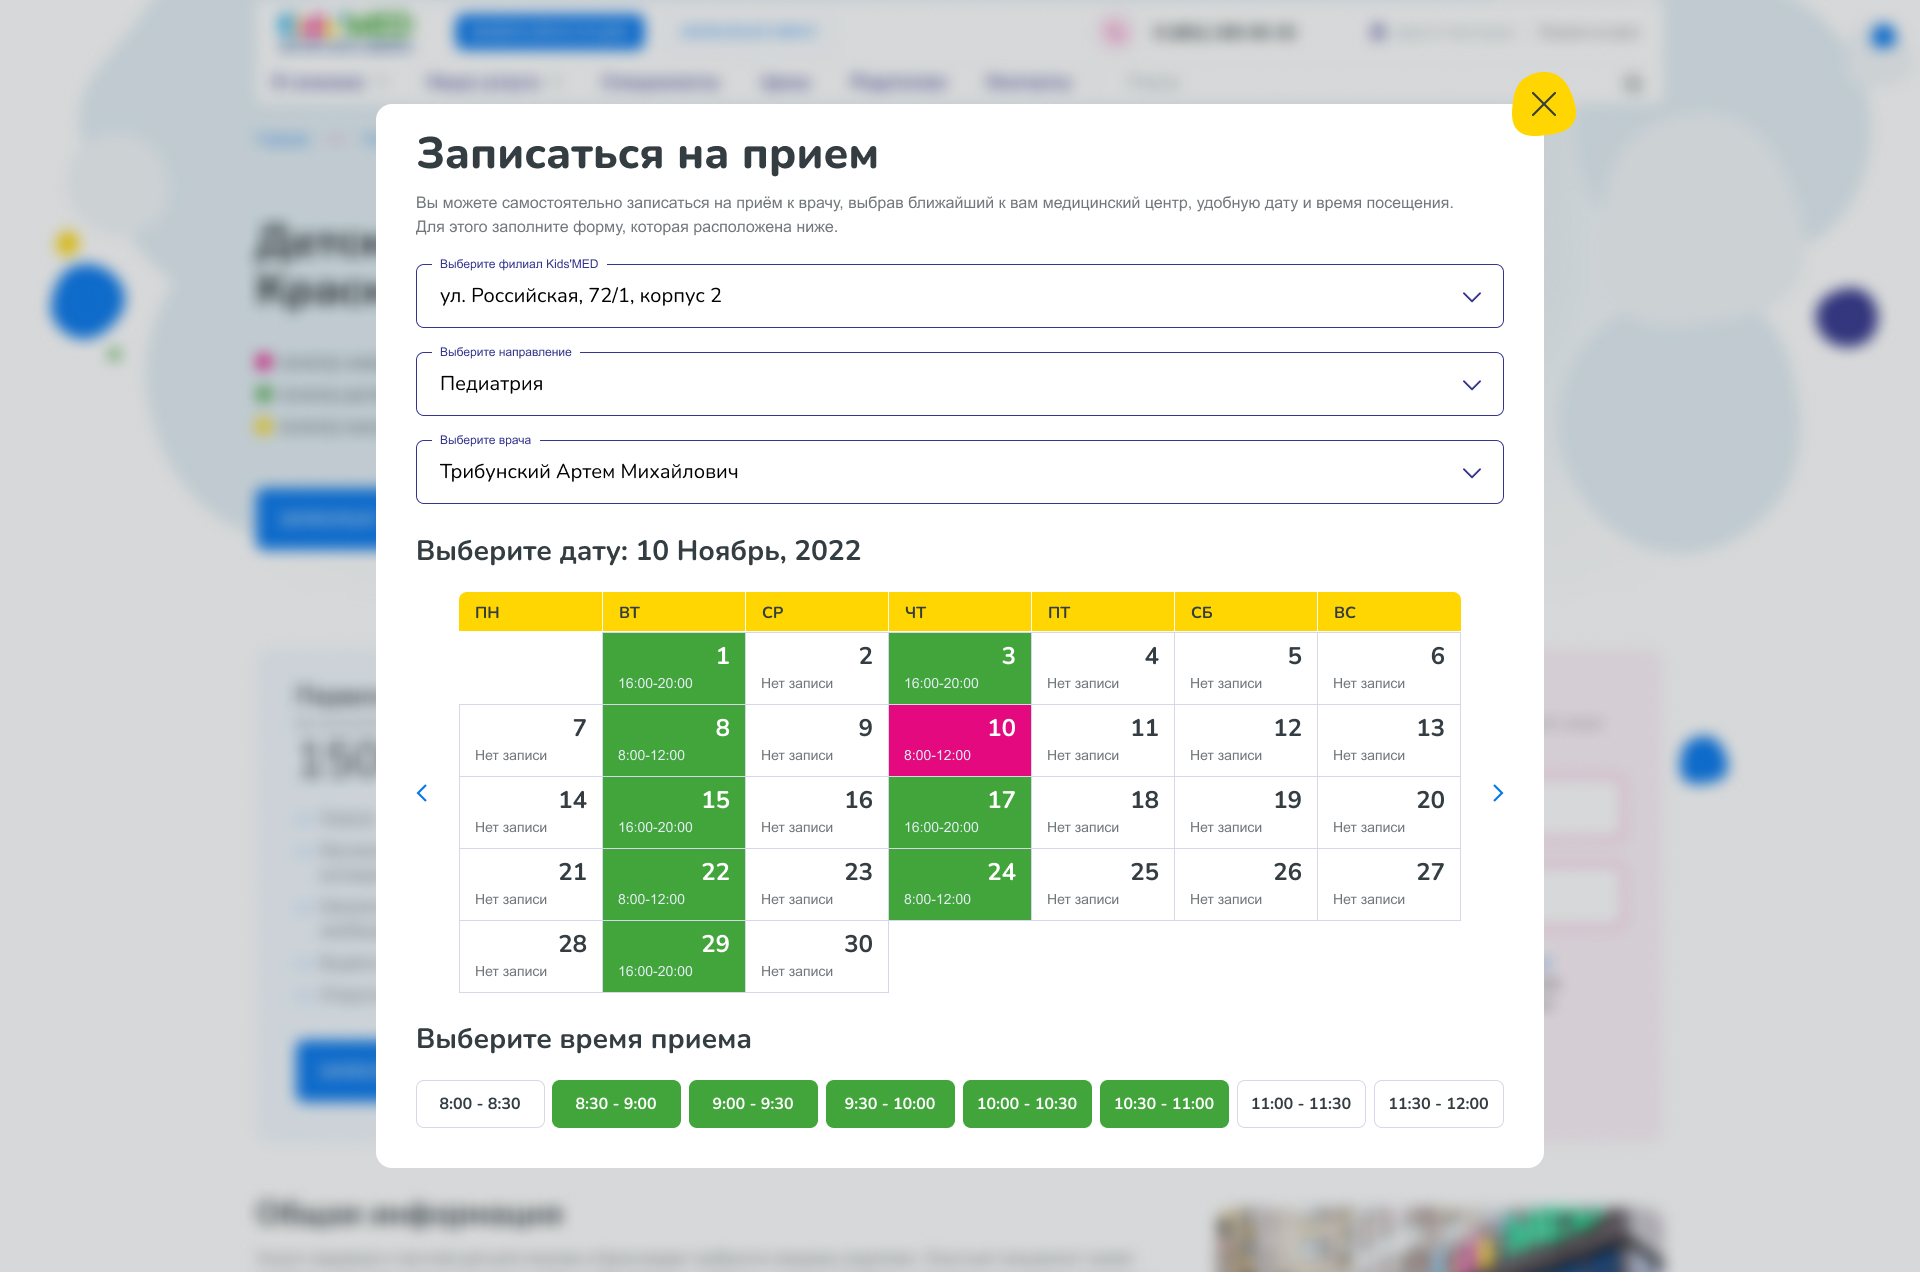 Записаться на прием
Вы можете самостоятельно записаться на приём к врачу, выбрав ближайший к вам медицинский центр, удобную дату и время посещения.
Для этого заполните форму, которая расположена ниже.
Выберите филиал Kids'MED
ул. Российская, 72/1, корпус 2
Выберите направление
Педиатрия
Выберите врача
Трибунский Артем Михайлович
Выберите дату: 10 Ноябрь, 2022
ПН ВТ СР ЧТ ПТ СБ ВС
1 2 3 4 5 6
16:00-20:00 Нет записи 16:00-20:00 Нет записи Нет записи Нет записи
7 8 9 10 11 12 13
Нет записи 8:00-12:00 Нет записи 8:00-12:00 Нет записи Нет записи Нет записи
14 15 16 17 18 19 20
Нет записи 16:00-20:00 Нет записи 16:00-20:00 Нет записи Нет записи Нет записи
21 22 23 24 25 26 27
Нет записи 8:00-12:00 Нет записи 8:00-12:00 Нет записи Нет записи Нет записи
28 29 30
Нет записи 16:00-20:00 Нет записи
Выберите время приема
8:00 - 8:30 8:30 - 9:00 9:00 - 9:30 9:30 - 10:00 10:00 - 10:30 10:30 - 11:00 11:00 - 11:30 11:30 - 12:00
Общая информация